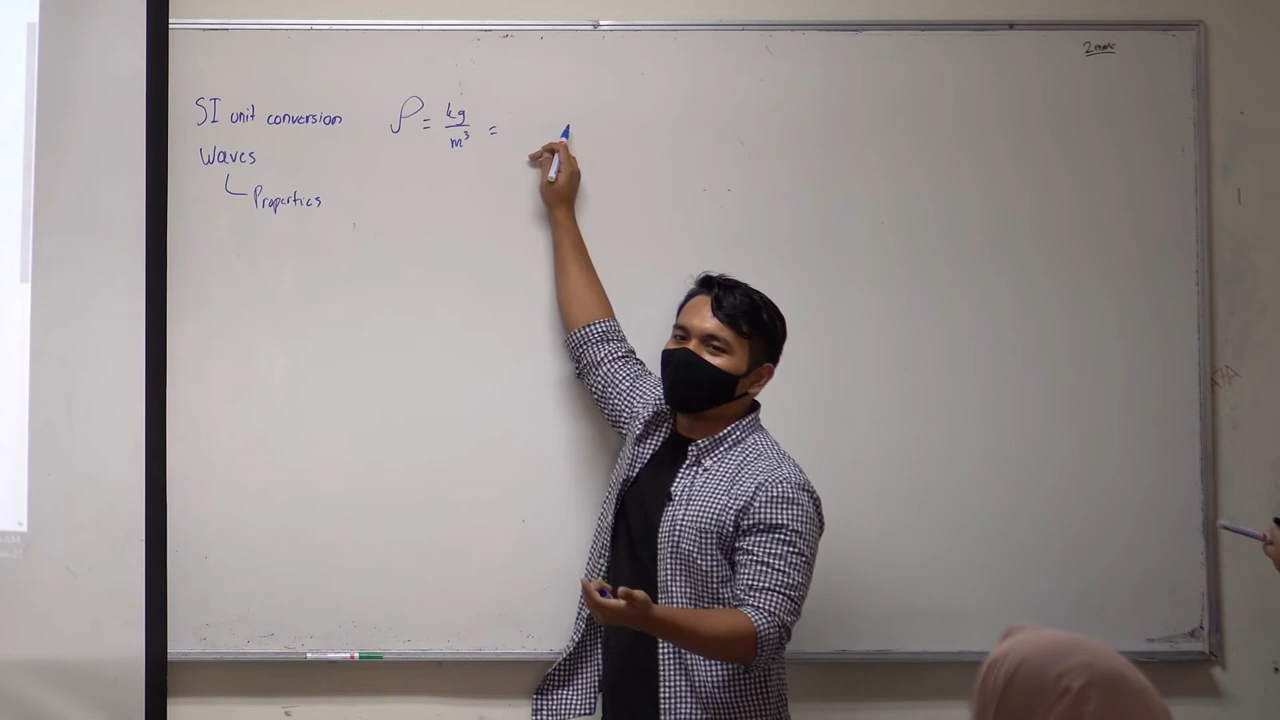 SI unit conversion
ρ = kg/m³ =
Waves
Properties